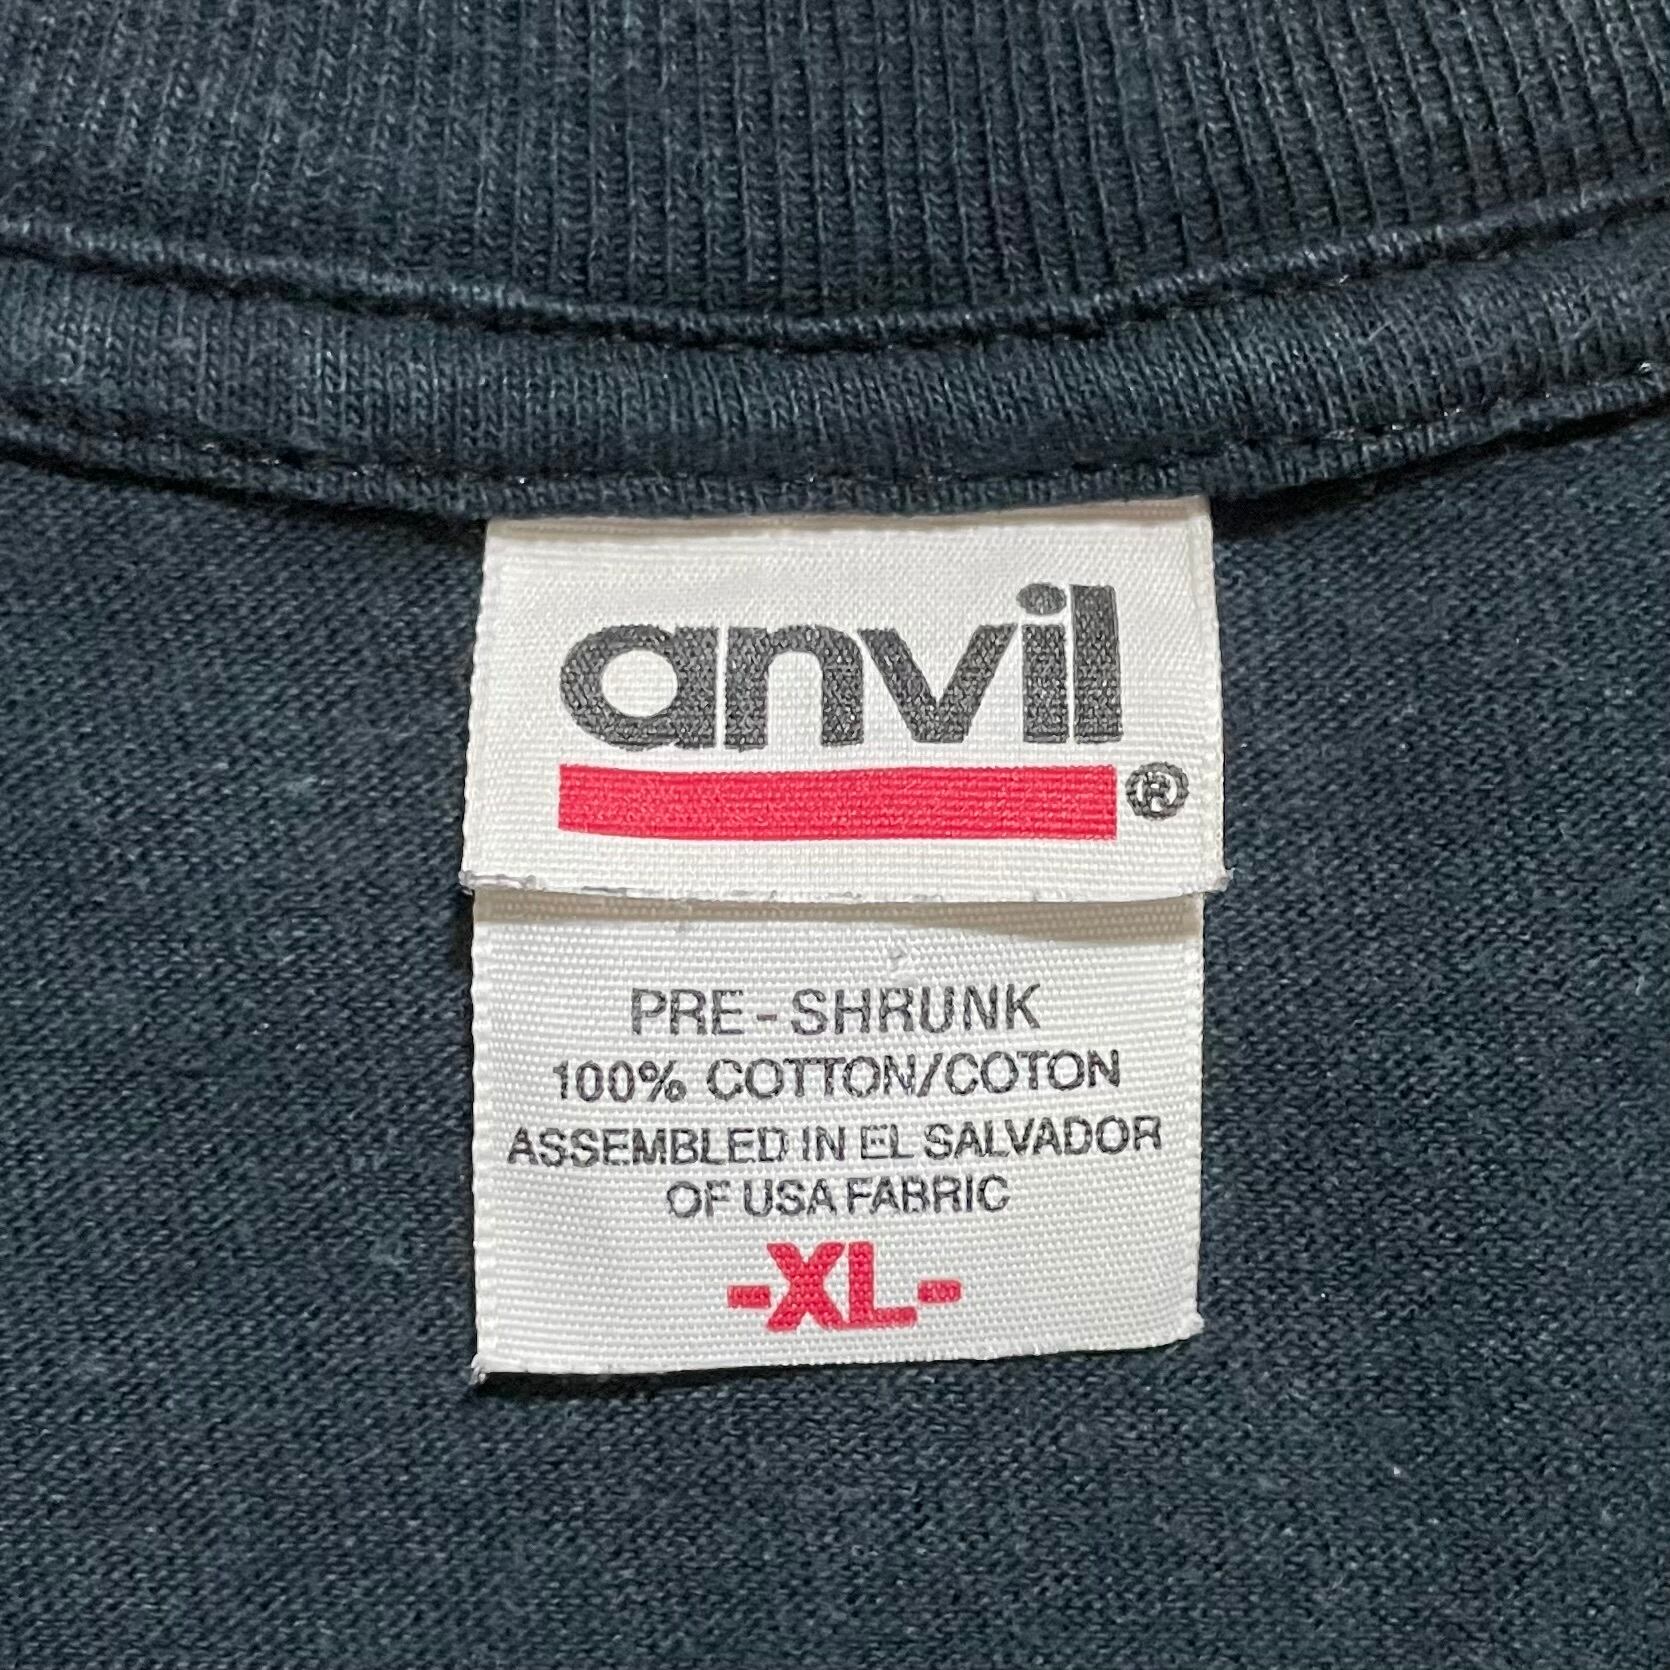 anvil
®
PRE-SHRUNK
100% COTTON/COTON
ASSEMBLED IN EL SALVADOR
OF USA FABRIC
-XL-